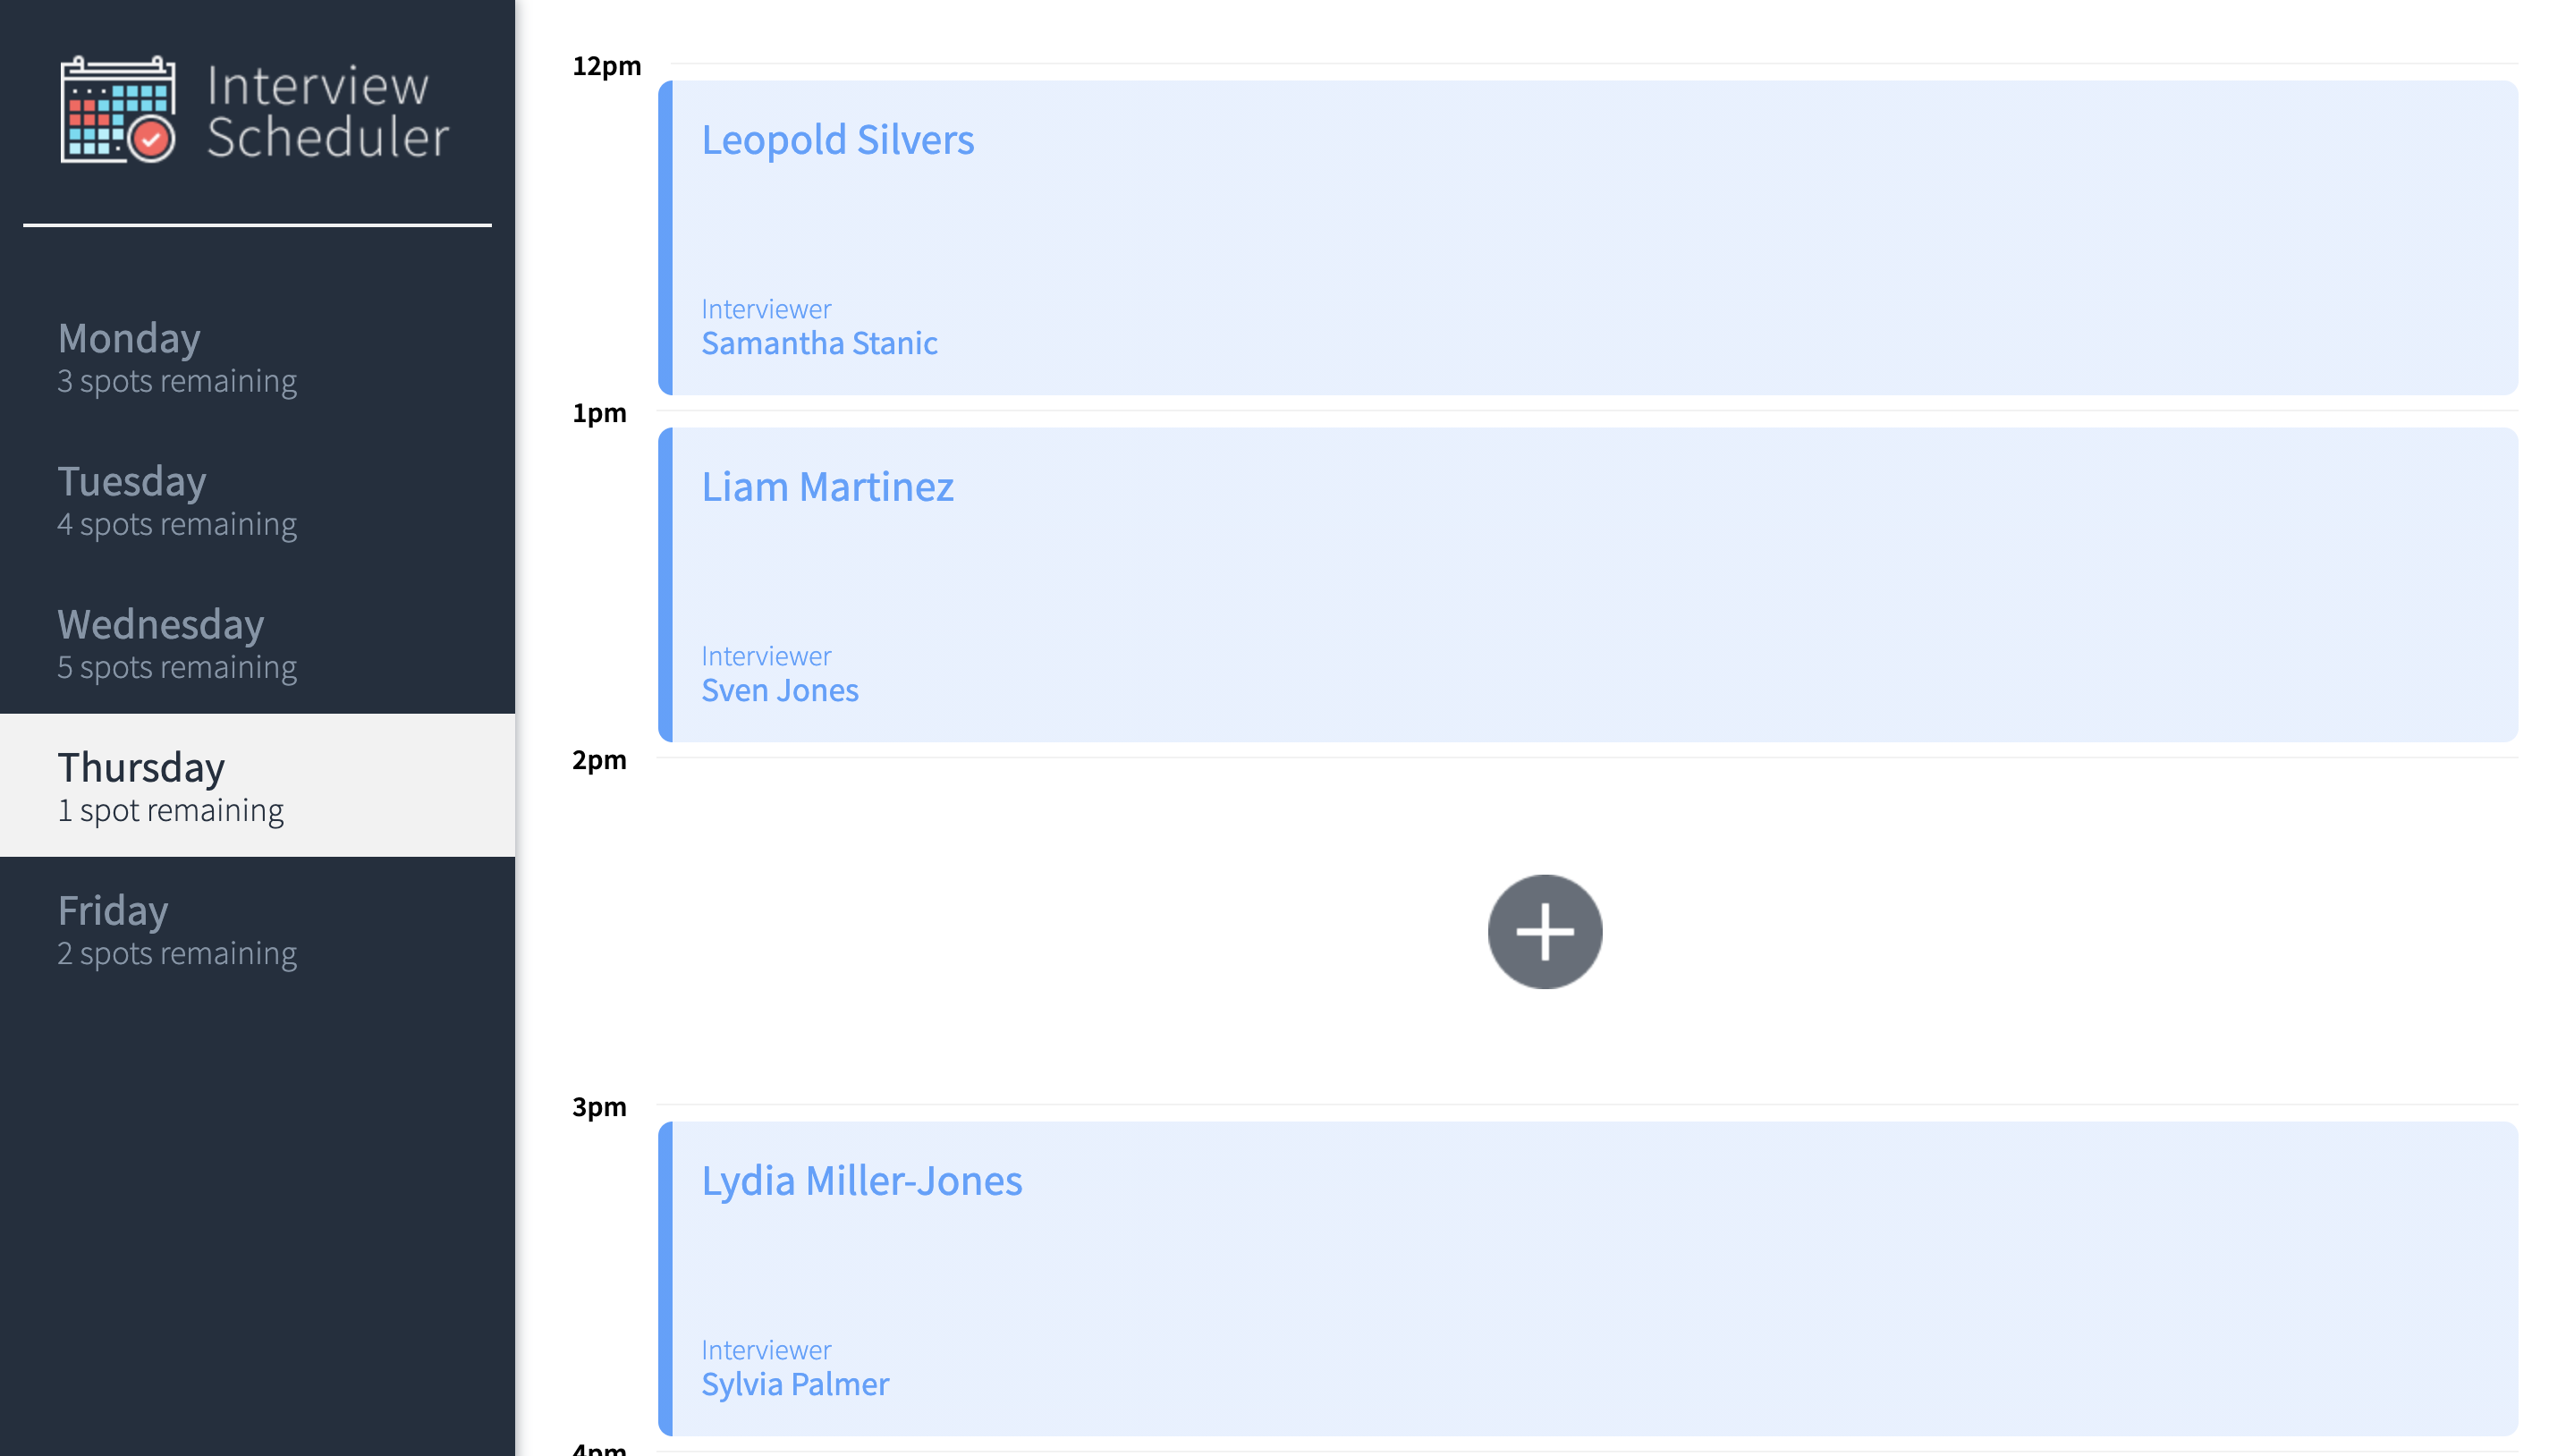 Interview
Scheduler
Monday
3 spots remaining
Tuesday
4 spots remaining
Wednesday
5 spots remaining
Thursday
1 spot remaining
Friday
2 spots remaining
12pm
Leopold Silvers
Interviewer
Samantha Stanic
1pm
Liam Martinez
Interviewer
Sven Jones
2pm
3pm
Lydia Miller-Jones
Interviewer
Sylvia Palmer
4pm